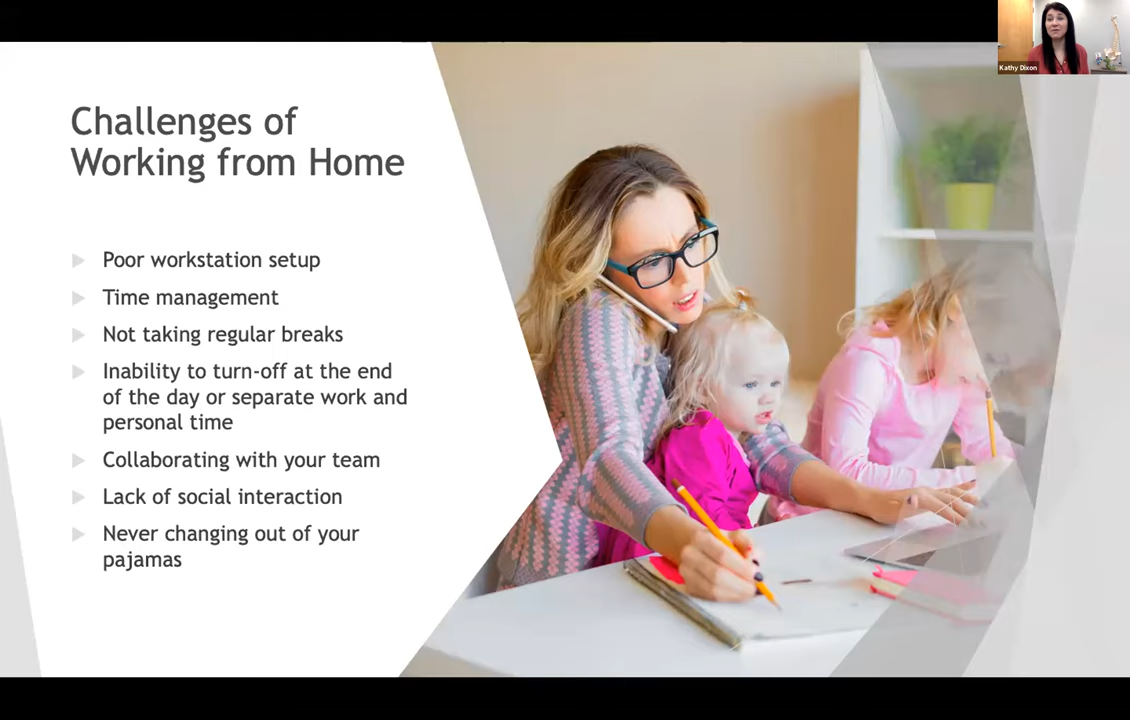 Kathy Dixon
Challenges of
Working from Home
Poor workstation setup
Time management
Not taking regular breaks
Inability to turn-off at the end
of the day or separate work and
personal time
Collaborating with your team
Lack of social interaction
Never changing out of your
pajamas